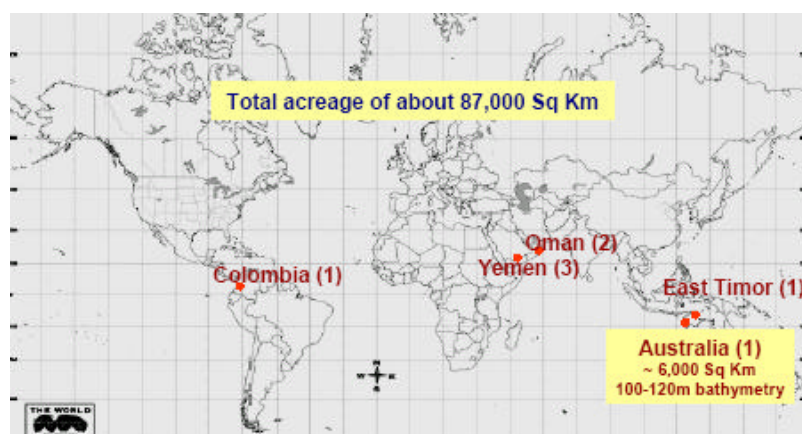 Total acreage of about 87,000 Sq Km
Oman (2)
Yemen (3)
Colombia (1)
East Timor (1)
Australia (1)
~ 6,000 Sq Km
100-120m bathymetry
N
W E
S
THE WORLD